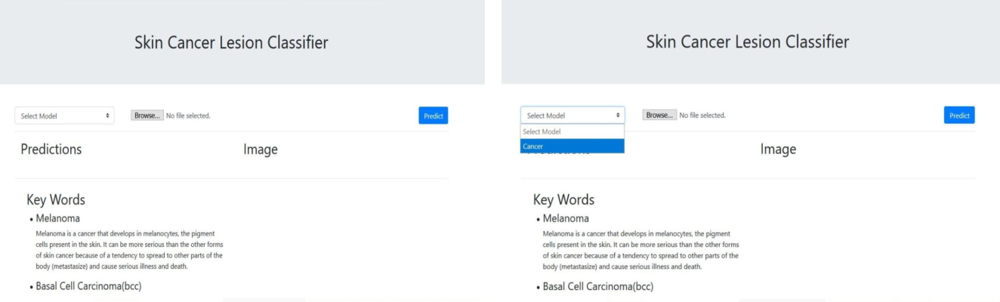 Skin Cancer Lesion Classifier
Select Model
Browse... No file selected.
Predict
Predictions
Image
Key Words
• Melanoma
Melanoma is a cancer that develops in melanocytes, the pigment
cells present in the skin. It can be more serious than the other forms
of skin cancer because of a tendency to spread to other parts of the
body (metastasize) and cause serious illness and death.
• Basal Cell Carcinoma(bcc)
Skin Cancer Lesion Classifier
Select Model
Browse... No file selected.
Predict
Select Model
Cancer
Image
Key Words
• Melanoma
Melanoma is a cancer that develops in melanocytes, the pigment
cells present in the skin. It can be more serious than the other forms
of skin cancer because of a tendency to spread to other parts of the
body (metastasize) and cause serious illness and death.
• Basal Cell Carcinoma(bcc)